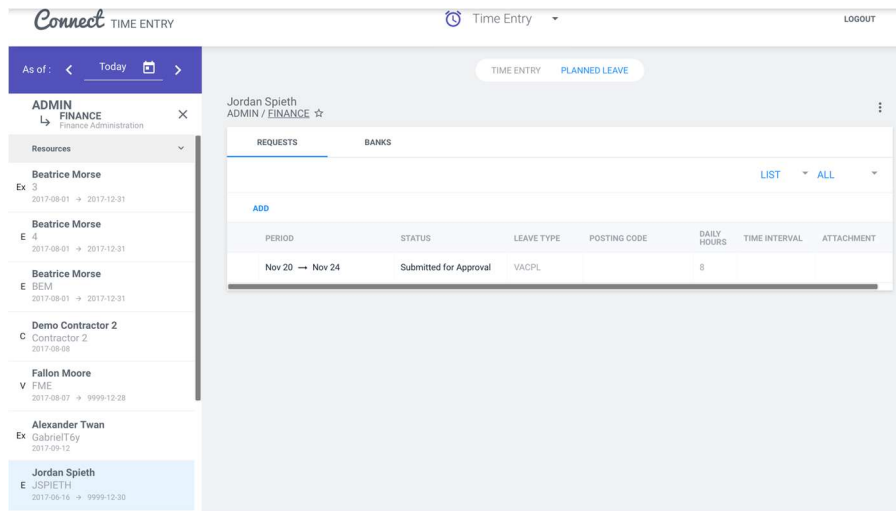 Connect TIME ENTRY
Time Entry
LOGOUT
As of : Today
TIME ENTRY PLANNED LEAVE
ADMIN
FINANCE
Finance Administration
Resources
Beatrice Morse
Ex 3
2017-08-01 → 2017-12-31
Beatrice Morse
E 4
2017-08-01 → 2017-12-31
Beatrice Morse
E BEM
2017-08-01 → 2017-12-31
Demo Contractor 2
C Contractor 2
2017-08-08
Fallon Moore
V FME
2017-08-07 → 9999-12-28
Alexander Twan
Ex GabrielT6y
2017-09-12
Jordan Spieth
E JSPIETH
2017-06-16 → 9999-12-30
Jordan Spieth
ADMIN / FINANCE
REQUESTS BANKS
LIST ALL
ADD
PERIOD STATUS LEAVE TYPE POSTING CODE DAILY HOURS TIME INTERVAL ATTACHMENT
Nov 20 → Nov 24 Submitted for Approval VACPL 8